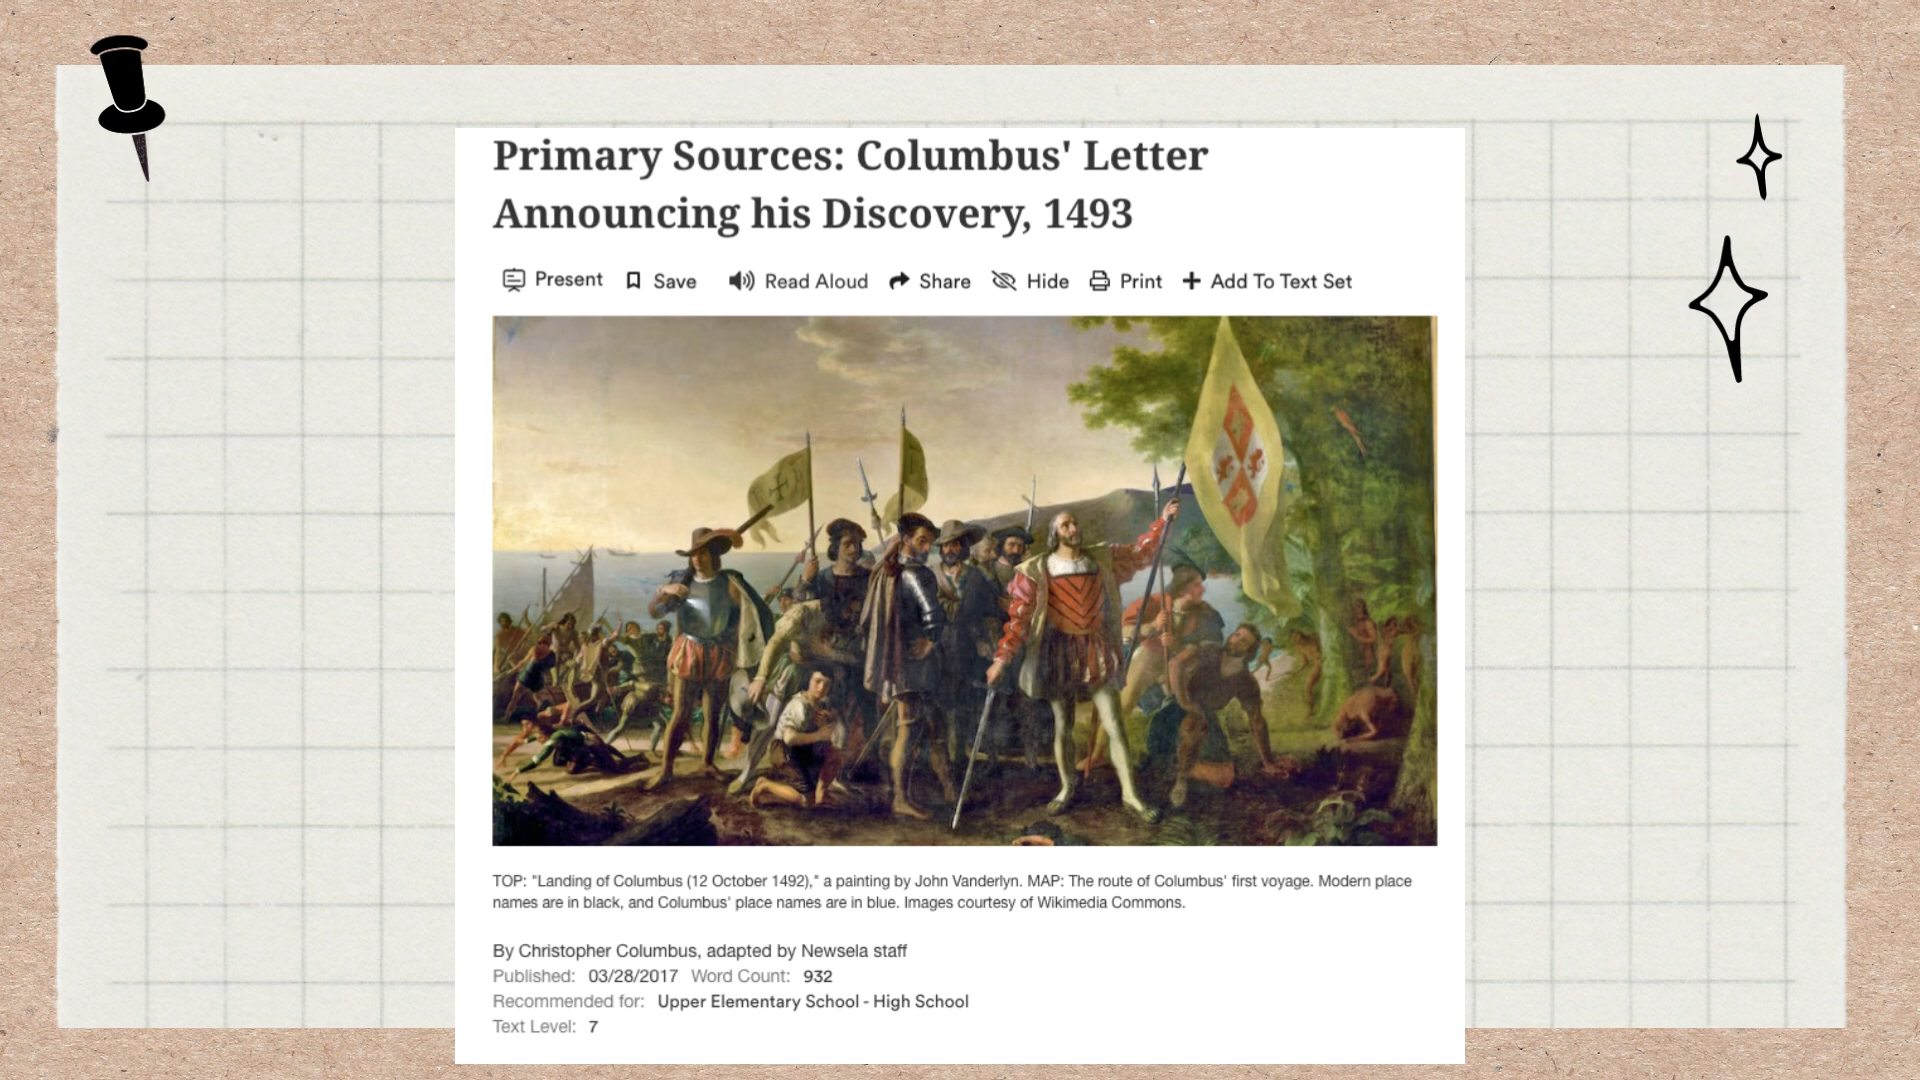 Primary Sources: Columbus' Letter
Announcing his Discovery, 1493
Present Save Read Aloud Share Hide Print Add To Text Set
TOP: "Landing of Columbus (12 October 1492)," a painting by John Vanderlyn. MAP: The route of Columbus' first voyage. Modern place
names are in black, and Columbus' place names are in blue. Images courtesy of Wikimedia Commons.
By Christopher Columbus, adapted by Newsela staff
Published: 03/28/2017 Word Count: 932
Recommended for: Upper Elementary School - High School
Text Level: 7